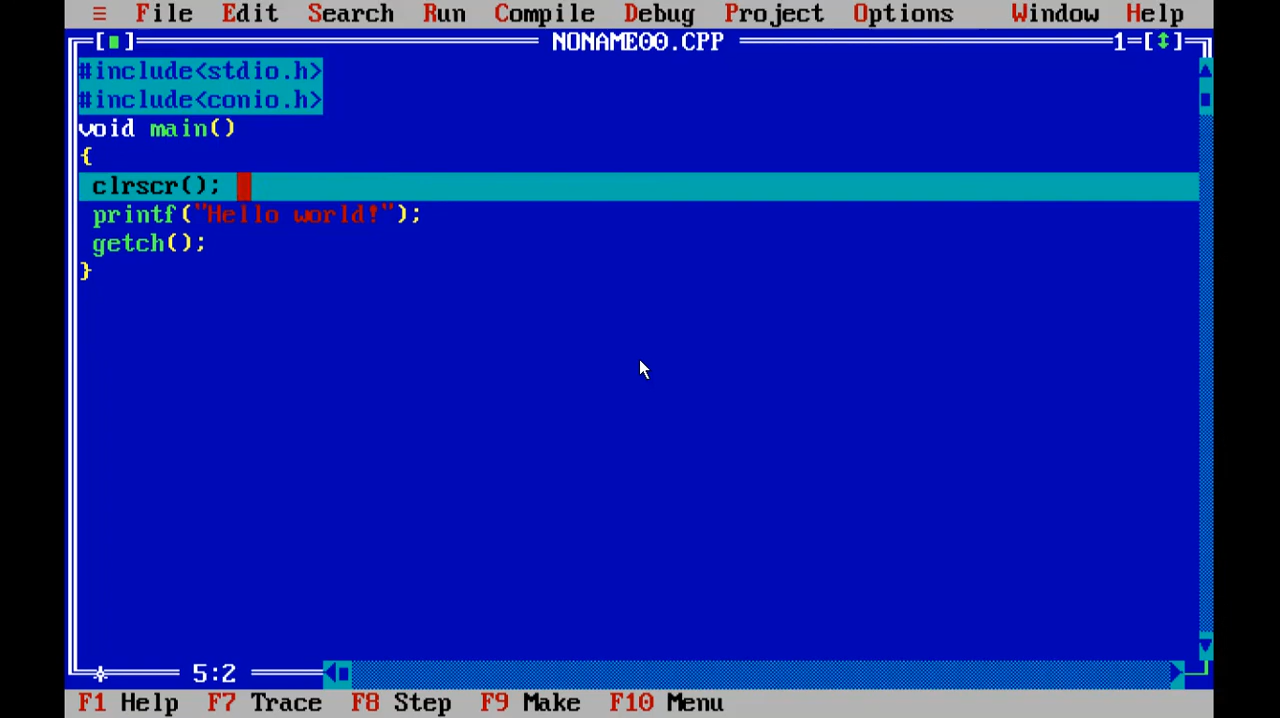 ≡ File Edit Search Run Compile Debug Project Options Window Help
[■] NONAME00.CPP 1=[↕]
#include<stdio.h>
#include<conio.h>
void main()
{
clrscr();
printf("Hello world!");
getch();
}
5:2
F1 Help F7 Trace F8 Step F9 Make F10 Menu